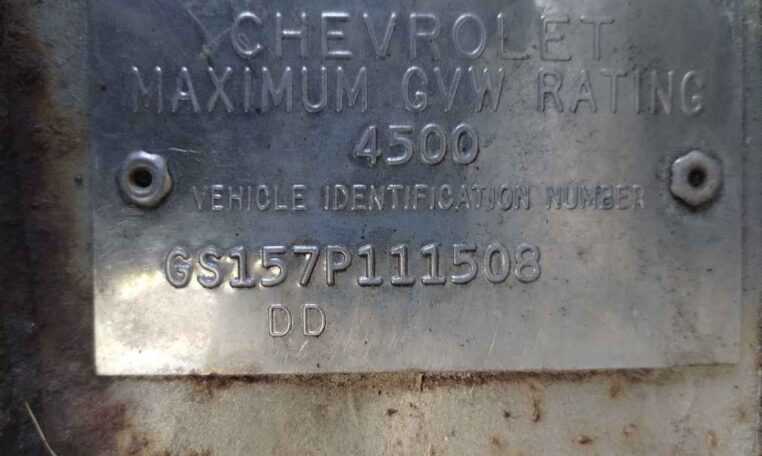 CHEVROLET
MAXIMUM GVW RATING
4500
VEHICLE IDENTIFICATION NUMBER
GS157P111508
DD